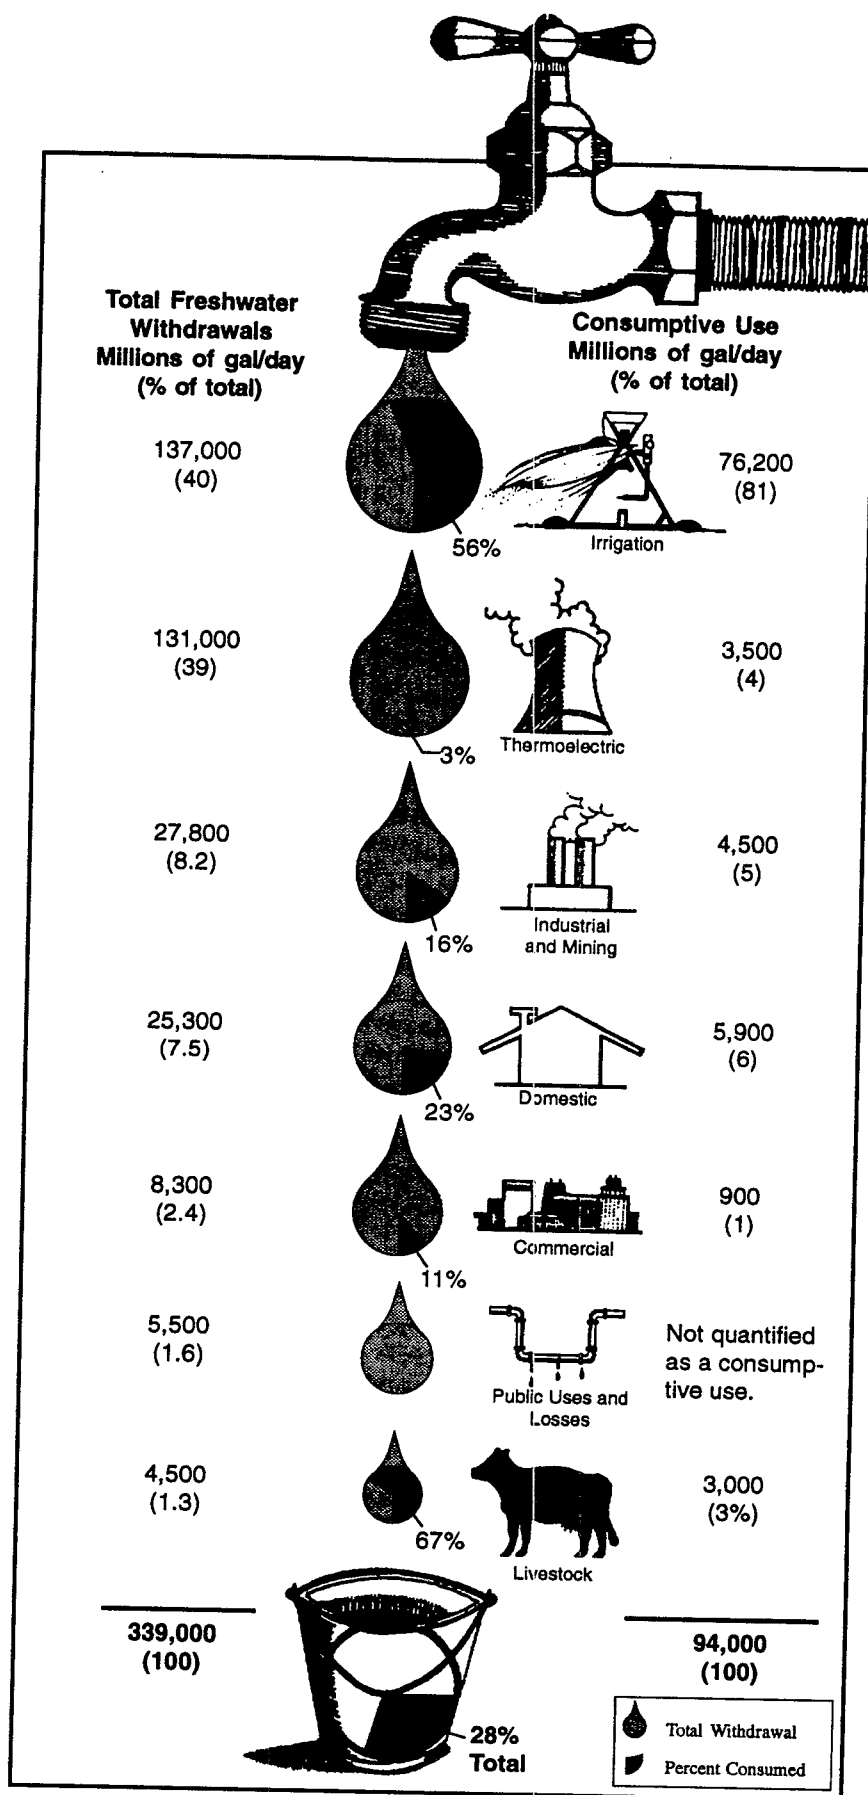 Total Freshwater
Withdrawals
Millions of gal/day
(% of total)
Consumptive Use
Millions of gal/day
(% of total)
137,000
(40)
56%
Irrigation
76,200
(81)
131,000
(39)
3%
Thermoelectric
3,500
(4)
27,800
(8.2)
16%
Industrial
and Mining
4,500
(5)
25,300
(7.5)
23%
Domestic
5,900
(6)
8,300
(2.4)
11%
Commercial
900
(1)
5,500
(1.6)
Public Uses and
Losses
Not quantified
as a consump-
tive use.
4,500
(1.3)
67%
Livestock
3,000
(3%)
339,000
(100)
28%
Total
94,000
(100)
Total Withdrawal
Percent Consumed